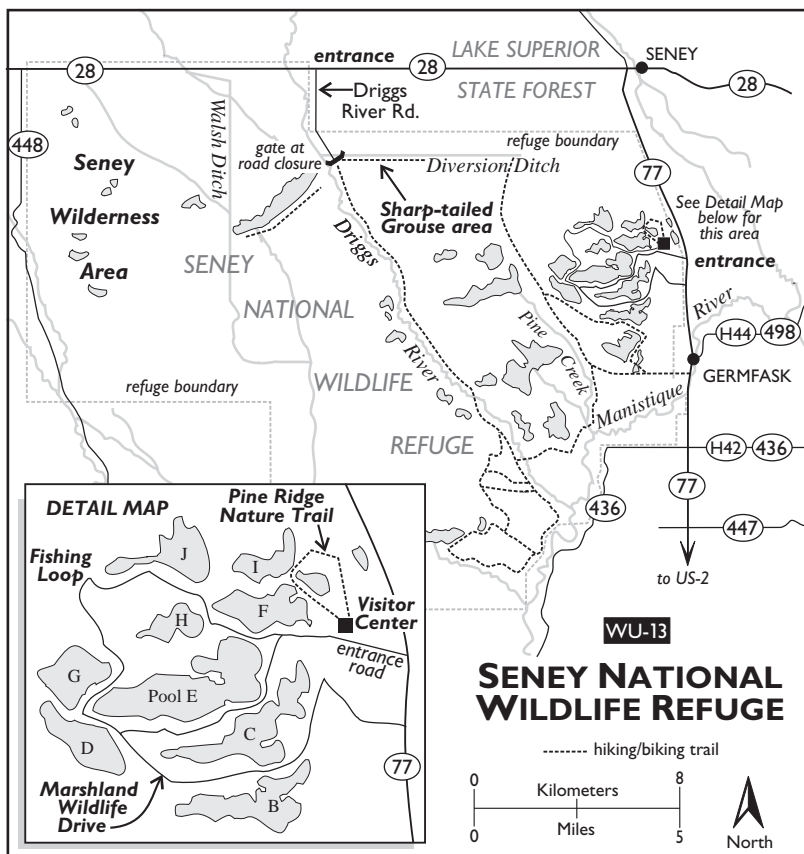 entrance
LAKE SUPERIOR
SENEY
28
28
STATE FOREST
28
Driggs
River Rd.
448
Walsh Ditch
gate at
road closure
refuge boundary
Diversion Ditch
77
Seney
Wilderness
Area
Sharp-tailed
Grouse area
See Detail Map
below for
this area
entrance
SENEY
NATIONAL
WILDLIFE
REFUGE
Driggs
River
Pine
Creek
River
Manistique
H44
498
GERMFASK
refuge boundary
H42
436
77
436
447
to US-2
DETAIL MAP
Pine Ridge
Nature Trail
Fishing
Loop
J
I
H
F
Visitor
Center
entrance
road
G
Pool E
D
C
B
77
Marshland
Wildlife
Drive
WU-13
SENEY NATIONAL
WILDLIFE REFUGE
hiking/biking trail
0
8
Kilometers
Miles
0
5
North